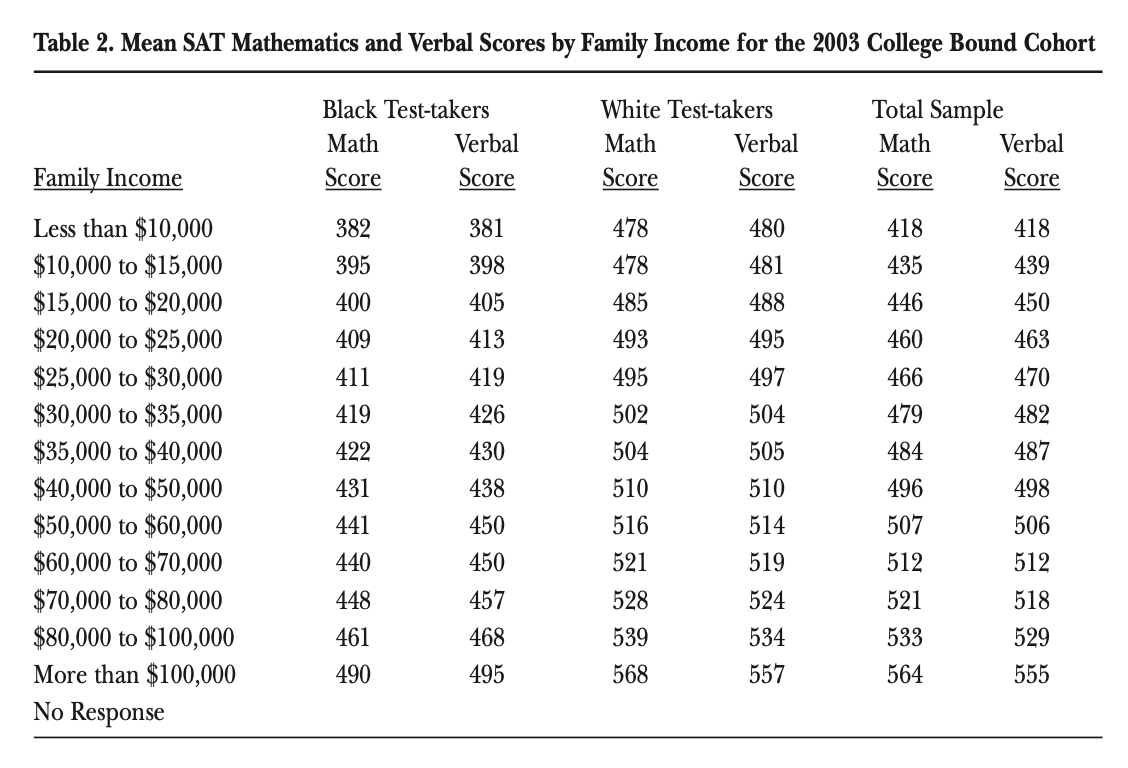 Table 2. Mean SAT Mathematics and Verbal Scores by Family Income for the 2003 College Bound Cohort
Black Test-takers White Test-takers Total Sample
Math Verbal Math Verbal Math Verbal
Family Income Score Score Score Score Score Score
Less than $10,000 382 381 478 480 418 418
$10,000 to $15,000 395 398 478 481 435 439
$15,000 to $20,000 400 405 485 488 446 450
$20,000 to $25,000 409 413 493 495 460 463
$25,000 to $30,000 411 419 495 497 466 470
$30,000 to $35,000 419 426 502 504 479 482
$35,000 to $40,000 422 430 504 505 484 487
$40,000 to $50,000 431 438 510 510 496 498
$50,000 to $60,000 441 450 516 514 507 506
$60,000 to $70,000 440 450 521 519 512 512
$70,000 to $80,000 448 457 528 524 521 518
$80,000 to $100,000 461 468 539 534 533 529
More than $100,000 490 495 568 557 564 555
No Response